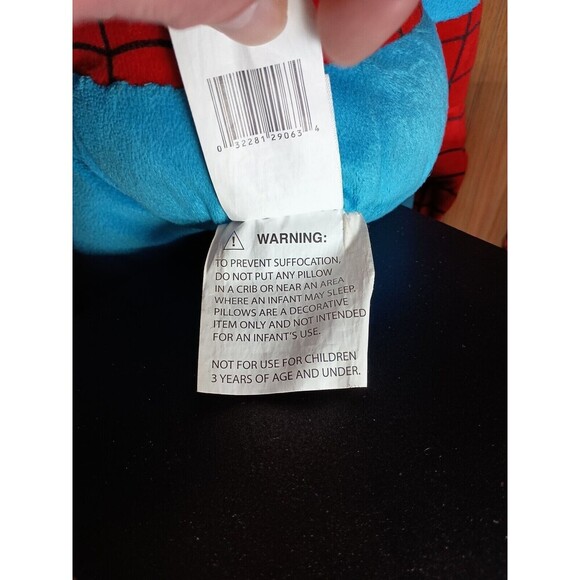 0 32281 29063 4
WARNING:
TO PREVENT SUFFOCATION,
DO NOT PUT ANY PILLOW
IN A CRIB OR NEAR AN AREA
WHERE AN INFANT MAY SLEEP.
PILLOWS ARE A DECORATIVE
ITEM ONLY AND NOT INTENDED
FOR AN INFANT'S USE.
NOT FOR USE FOR CHILDREN
3 YEARS OF AGE AND UNDER.